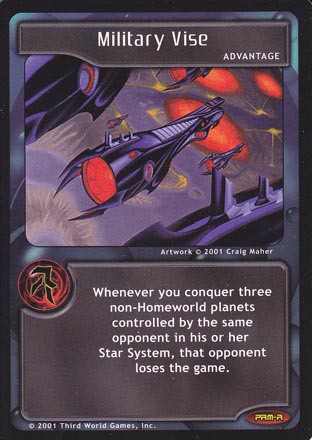 Military Vise
ADVANTAGE
Artwork © 2001 Craig Maher
Whenever you conquer three
non-Homeworld planets
controlled by the same
opponent in his or her
Star System, that opponent
loses the game.
© 2001 Third World Games, Inc.
PRM-R